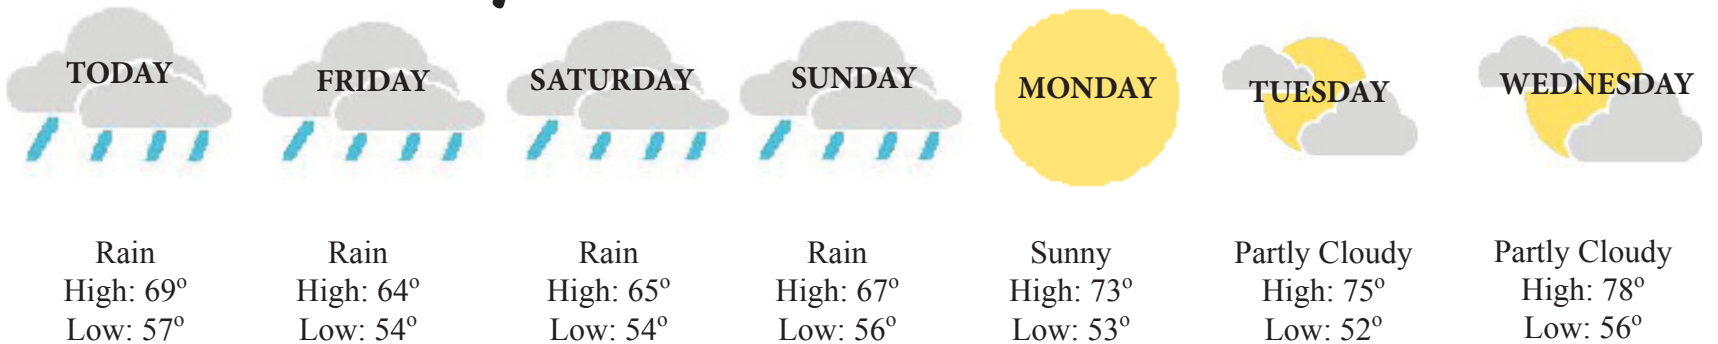 TODAY
Rain
High: 69º
Low: 57º
FRIDAY
Rain
High: 64º
Low: 54º
SATURDAY
Rain
High: 65º
Low: 54º
SUNDAY
Rain
High: 67º
Low: 56º
MONDAY
Sunny
High: 73º
Low: 53º
TUESDAY
Partly Cloudy
High: 75º
Low: 52º
WEDNESDAY
Partly Cloudy
High: 78º
Low: 56º